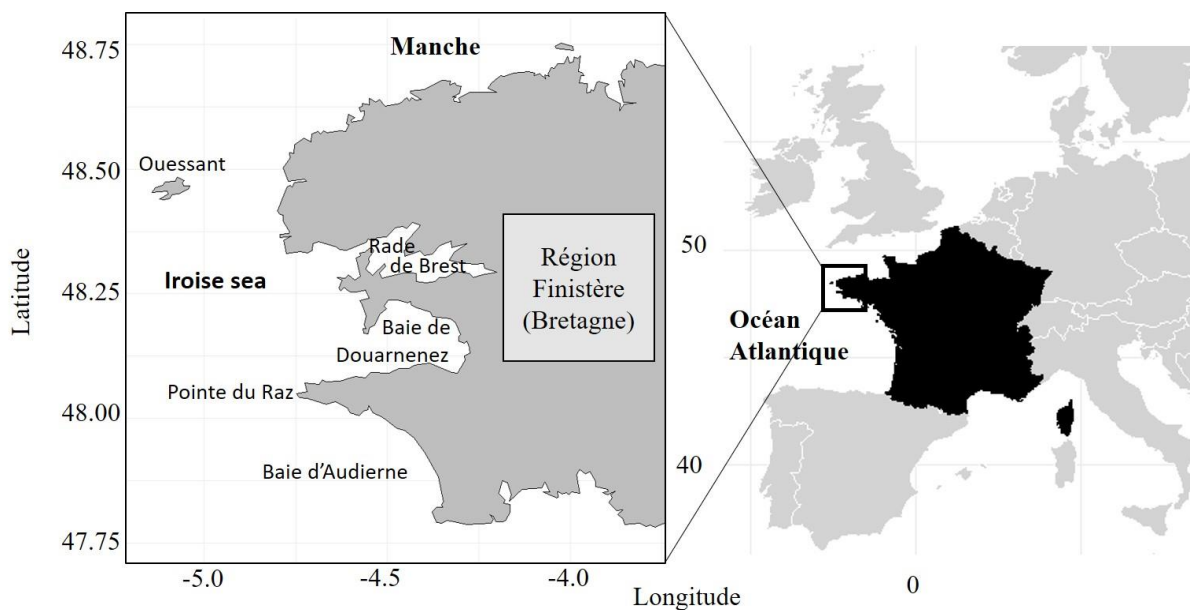 Manche
48.75
Ouessant
48.50
Rade
de Brest
Iroise sea
48.25
Latitude
Région
Finistère
(Bretagne)
Baie de
Douarnenez
Pointe du Raz
48.00
Baie d'Audierne
47.75
-5.0
-4.5
-4.0
50
Océan
Atlantique
40
0
Longitude